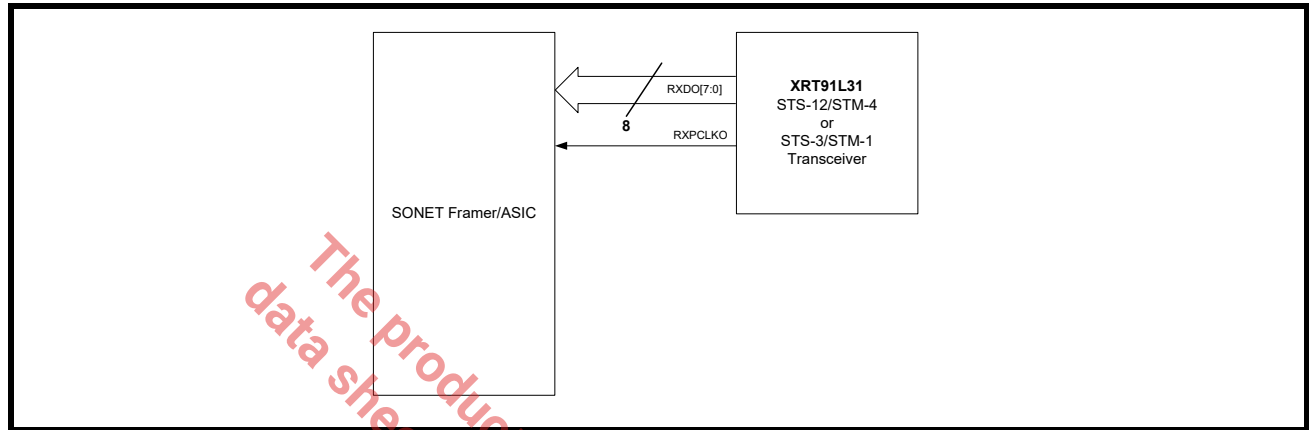 RXDO[7:0]
8
RXPCLKO
XRT91L31
STS-12/STM-4
or
STS-3/STM-1
Transceiver
SONET Framer/ASIC
The produc
data shee